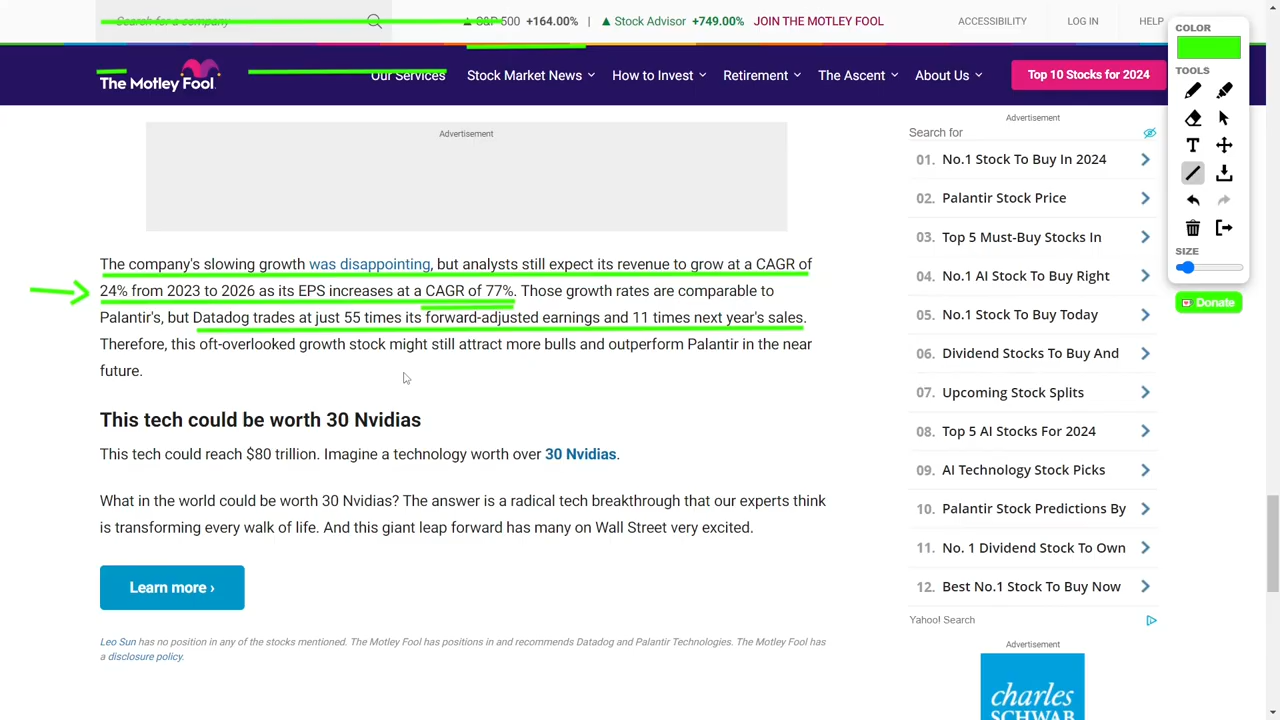 Search for a company
▲ S&P 500 +164.00% | ▲ Stock Advisor +749.00% JOIN THE MOTLEY FOOL ACCESSIBILITY LOG IN HELP
The Motley Fool Our Services Stock Market News How to Invest Retirement The Ascent About Us Top 10 Stocks for 2024
COLOR
TOOLS
T
SIZE
Donate
Advertisement
The company's slowing growth was disappointing, but analysts still expect its revenue to grow at a CAGR of
24% from 2023 to 2026 as its EPS increases at a CAGR of 77%. Those growth rates are comparable to
Palantir's, but Datadog trades at just 55 times its forward-adjusted earnings and 11 times next year's sales.
Therefore, this oft-overlooked growth stock might still attract more bulls and outperform Palantir in the near
future.
This tech could be worth 30 Nvidias
This tech could reach $80 trillion. Imagine a technology worth over 30 Nvidias.
What in the world could be worth 30 Nvidias? The answer is a radical tech breakthrough that our experts think
is transforming every walk of life. And this giant leap forward has many on Wall Street very excited.
Learn more ›
Leo Sun has no position in any of the stocks mentioned. The Motley Fool has positions in and recommends Datadog and Palantir Technologies. The Motley Fool has
a disclosure policy.
Advertisement
Search for
01. No.1 Stock To Buy In 2024
02. Palantir Stock Price
03. Top 5 Must-Buy Stocks In
04. No.1 AI Stock To Buy Right
05. No.1 Stock To Buy Today
06. Dividend Stocks To Buy And
07. Upcoming Stock Splits
08. Top 5 AI Stocks For 2024
09. AI Technology Stock Picks
10. Palantir Stock Predictions By
11. No. 1 Dividend Stock To Own
12. Best No.1 Stock To Buy Now
Yahoo! Search
Advertisement
charles
SCHWAB